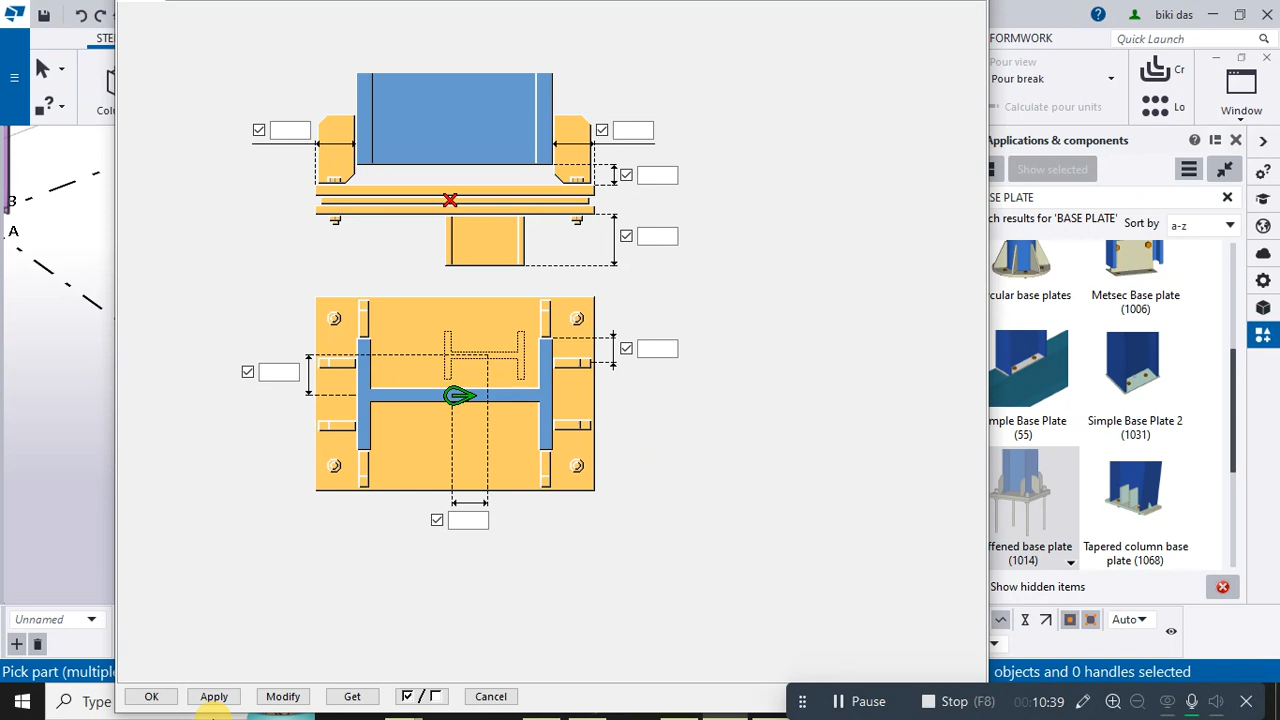 biki das
STE
FORMWORK
Quick Launch
Pour view
Pour break
Cr
Calculate pour units
Lo
Window
Colu
Applications & components
Show selected
BASE PLATE
ch results for 'BASE PLATE'
Sort by
a-z
B
A
cular base plates
Metsec Base plate
(1016)
mple Base Plate
(55)
Simple Base Plate 2
(1031)
ffened base plate
(1014)
Tapered column base
plate (1068)
Show hidden items
Unnamed
Auto
Pick part (multiple
objects and 0 handles selected
OK
Apply
Modify
Get
/
Cancel
Type
Pause
Stop (F8)
00:10:39